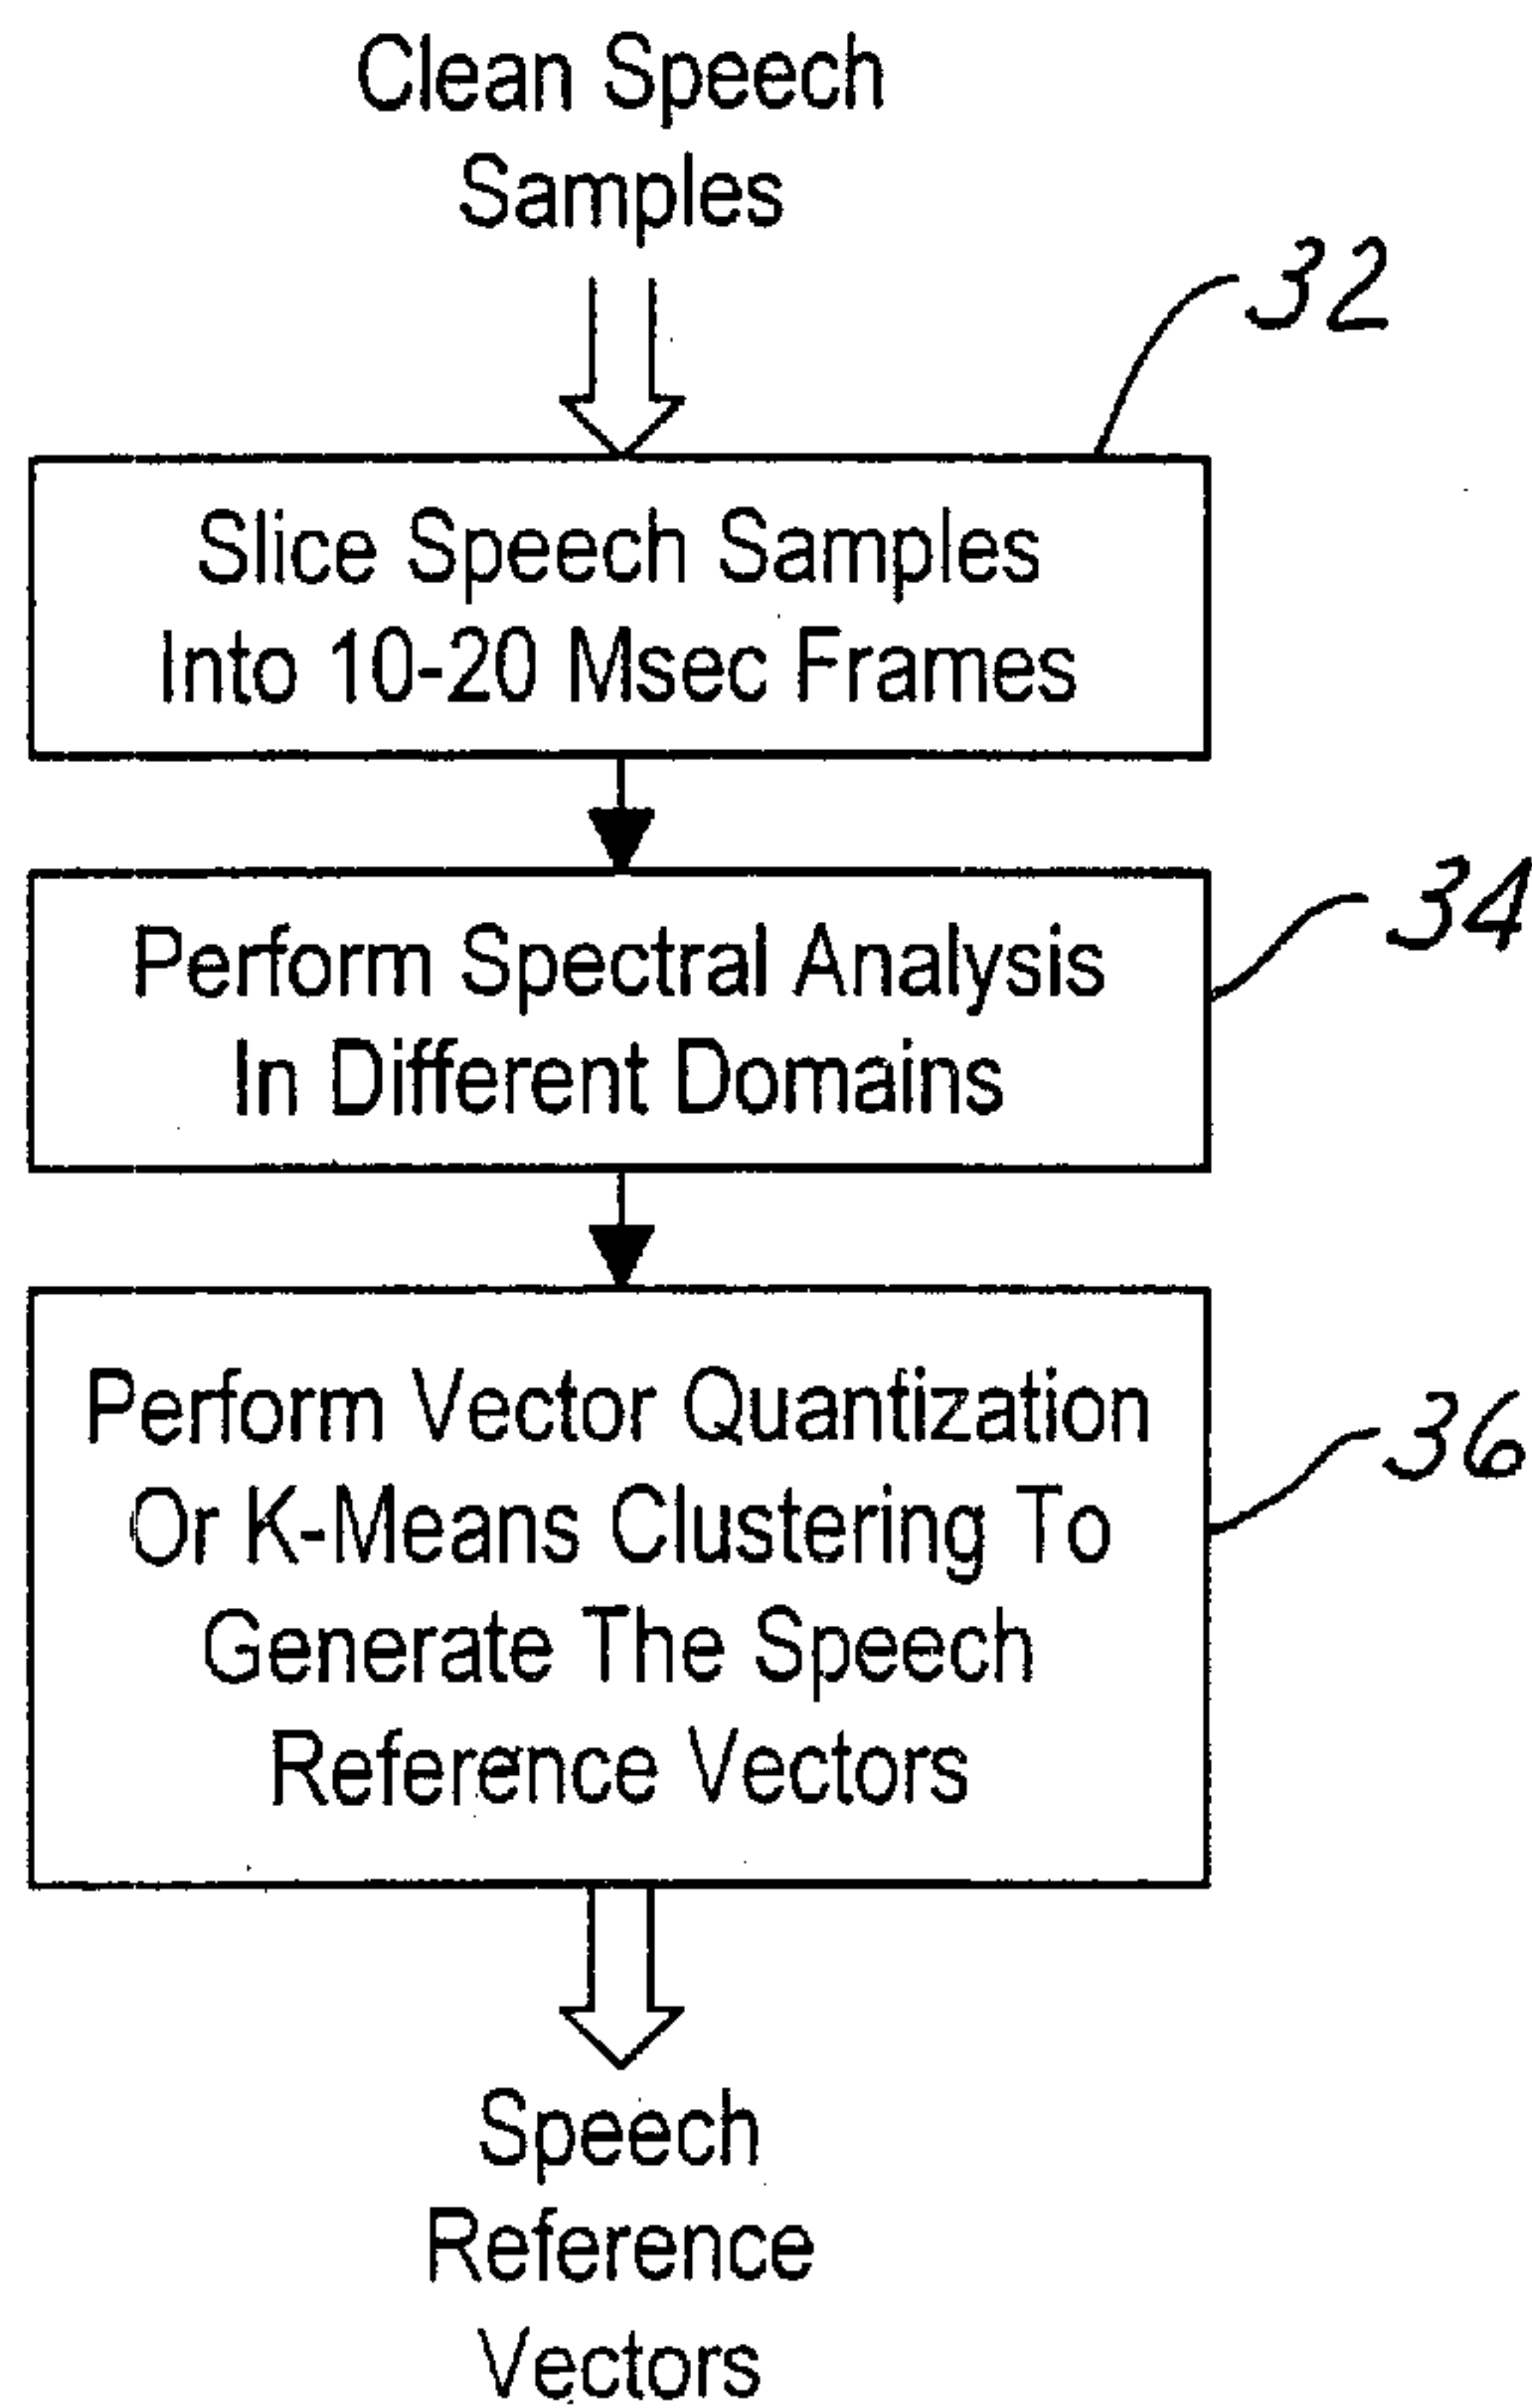 Clean Speech
Samples
32
Slice Speech Samples
Into 10-20 Msec Frames
34
Perform Spectral Analysis
In Different Domains
36
Perform Vector Quantization
Or K-Means Clustering To
Generate The Speech
Reference Vectors
Speech
Reference
Vectors